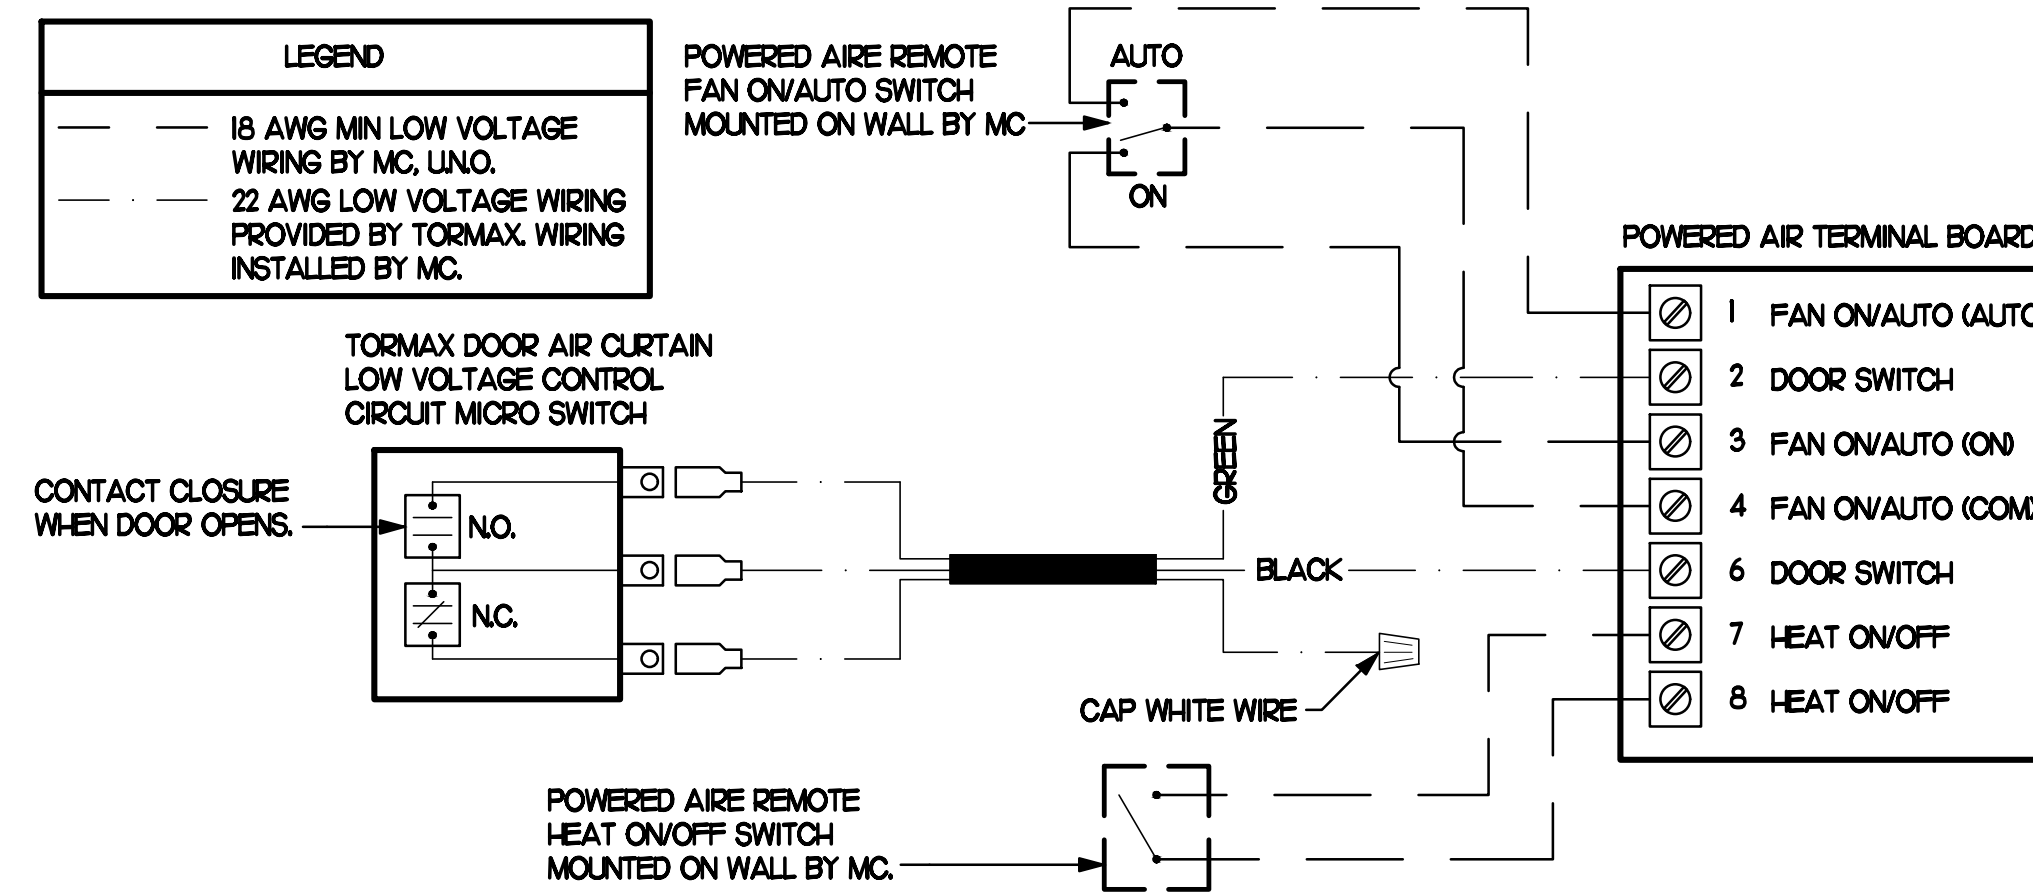 LEGEND
18 AWG MIN LOW VOLTAGE
WIRING BY MC, U.N.O.
22 AWG LOW VOLTAGE WIRING
PROVIDED BY TORMAX. WIRING
INSTALLED BY MC.
POWERED AIRE REMOTE
FAN ON/AUTO SWITCH
MOUNTED ON WALL BY MC
AUTO
ON
POWERED AIR TERMINAL BOARD
1 FAN ON/AUTO (AUTO
2 DOOR SWITCH
3 FAN ON/AUTO (ON)
4 FAN ON/AUTO (COM)
6 DOOR SWITCH
7 HEAT ON/OFF
8 HEAT ON/OFF
TORMAX DOOR AIR CURTAIN
LOW VOLTAGE CONTROL
CIRCUIT MICRO SWITCH
CONTACT CLOSURE
WHEN DOOR OPENS.
N.O.
N.C.
GREEN
BLACK
CAP WHITE WIRE
POWERED AIRE REMOTE
HEAT ON/OFF SWITCH
MOUNTED ON WALL BY MC.